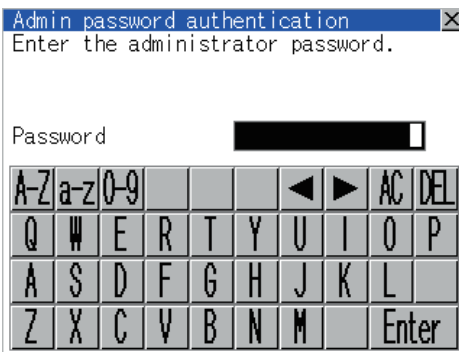 Admin password authentication ×
Enter the administrator password.
Password
A-Z a-z 0-9 ◀ ▶ AC DEL
Q W E R T Y U I O P
A S D F G H J K L
Z X C V B N M Enter